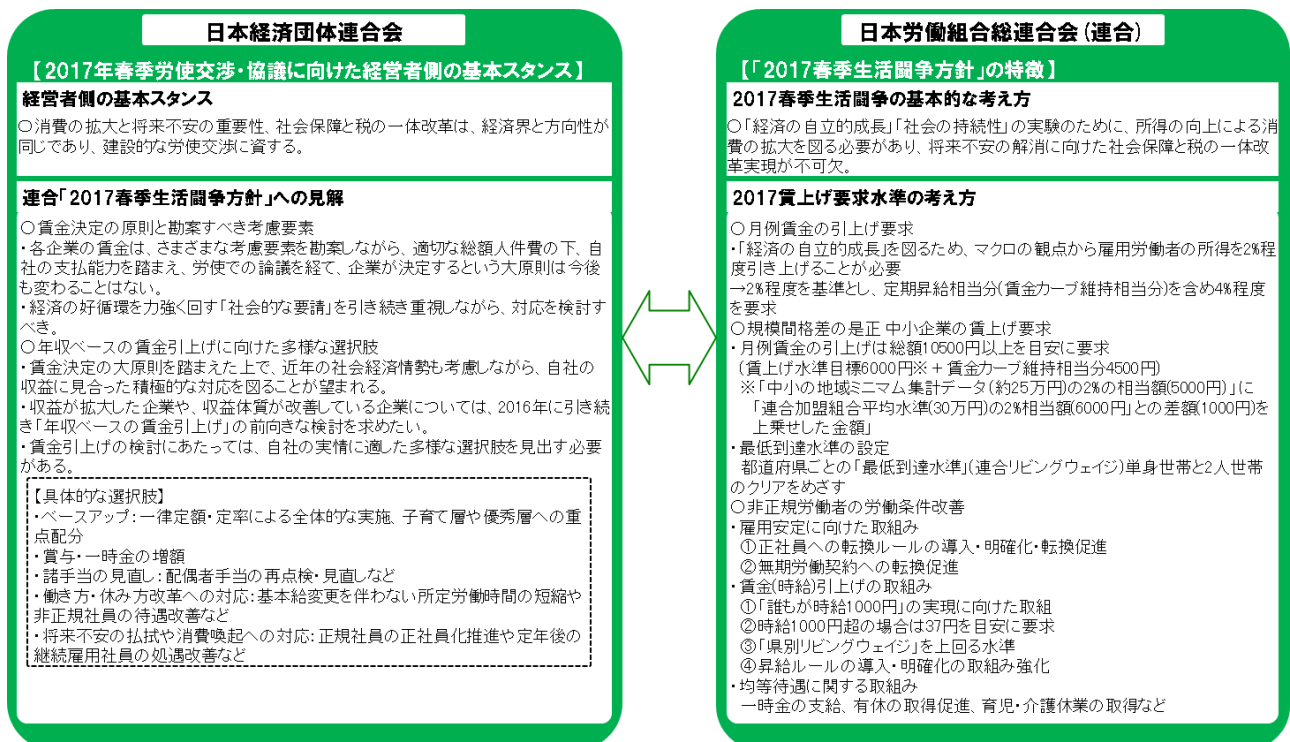 日本経済団体連合会
【2017年春季労使交渉・協議に向けた経営者側の基本スタンス】
経営者側の基本スタンス
○消費の拡大と将来不安の重要性、社会保障と税の一体改革は、経済界と方向性が
同じであり、建設的な労使交渉に資する。
連合「2017春季生活闘争方針」への見解
○賃金決定の原則と勘案すべき考慮要素
・各企業の賃金は、さまざまな考慮要素を勘案しながら、適切な総額人件費の下、自
社の支払能力を踏まえ、労使での論議を経て、企業が決定するという大原則は今後
も変わることはない。
・経済の好循環を力強く回す「社会的な要請」を引き続き重視しながら、対応を検討す
べき。
○年収ベースの賃金引上げに向けた多様な選択肢
・賃金決定の大原則を踏まえた上で、近年の社会経済情勢も考慮しながら、自社の
収益に見合った積極的な対応を図ることが望まれる。
・収益が拡大した企業や、収益体質が改善している企業については、2016年に引き続
き「年収ベースの賃金引上げ」の前向きな検討を求めたい。
・賃金引上げの検討にあたっては、自社の実情に適した多様な選択肢を見出す必要
がある。
【具体的な選択肢】
・ベースアップ：一律定額・定率による全体的な実施、子育て層や優秀層への重
点配分
・賞与・一時金の増額
・諸手当の見直し：配偶者手当の再点検・見直しなど
・働き方・休み方改革への対応：基本給変更を伴わない所定労働時間の短縮や
非正規社員の待遇改善など
・将来不安の払拭や消費喚起への対応：正規社員の正社員化推進や定年後の
継続雇用社員の処遇改善など
日本労働組合総連合会（連合）
【「2017春季生活闘争方針」の特徴】
2017春季生活闘争の基本的な考え方
○「経済の自立的成長」「社会の持続性」の実験のために、所得の向上による消
費の拡大を図る必要があり、将来不安の解消に向けた社会保障と税の一体改
革実現が不可欠。
2017賃上げ要求水準の考え方
○月例賃金の引上げ要求
・「経済の自立的成長」を図るため、マクロの観点から雇用労働者の所得を2%程
度引き上げることが必要
→2%程度を基準とし、定期昇給相当分(賃金カーブ維持相当分)を含め4%程度
を要求
○規模間格差の是正 中小企業の賃上げ要求
・月例賃金の引上げは総額10500円以上を目安に要求
(賃上げ水準目標6000円※＋賃金カーブ維持相当分4500円)
※「中小の地域ミニマム集計データ(約25万円)の2%の相当額(5000円)」に
「連合加盟組合平均水準(30万円)の2%相当額(6000円」との差額(1000円)を
上乗せした金額」
・最低到達水準の設定
都道府県ごとの「最低到達水準」(連合リビングウェイジ)単身世帯と2人世帯
のクリアをめざす
○非正規労働者の労働条件改善
・雇用安定に向けた取組み
①正社員への転換ルールの導入・明確化・転換促進
②無期労働契約への転換促進
・賃金(時給)引上げの取組み
①「誰もが時給1000円」の実現に向けた取組
②時給1000円超の場合は37円を目安に要求
③「県別リビングウェイジ」を上回る水準
④昇給ルールの導入・明確化の取組み強化
・均等待遇に関する取組み
一時金の支給、有休の取得促進、育児・介護休業の取得など